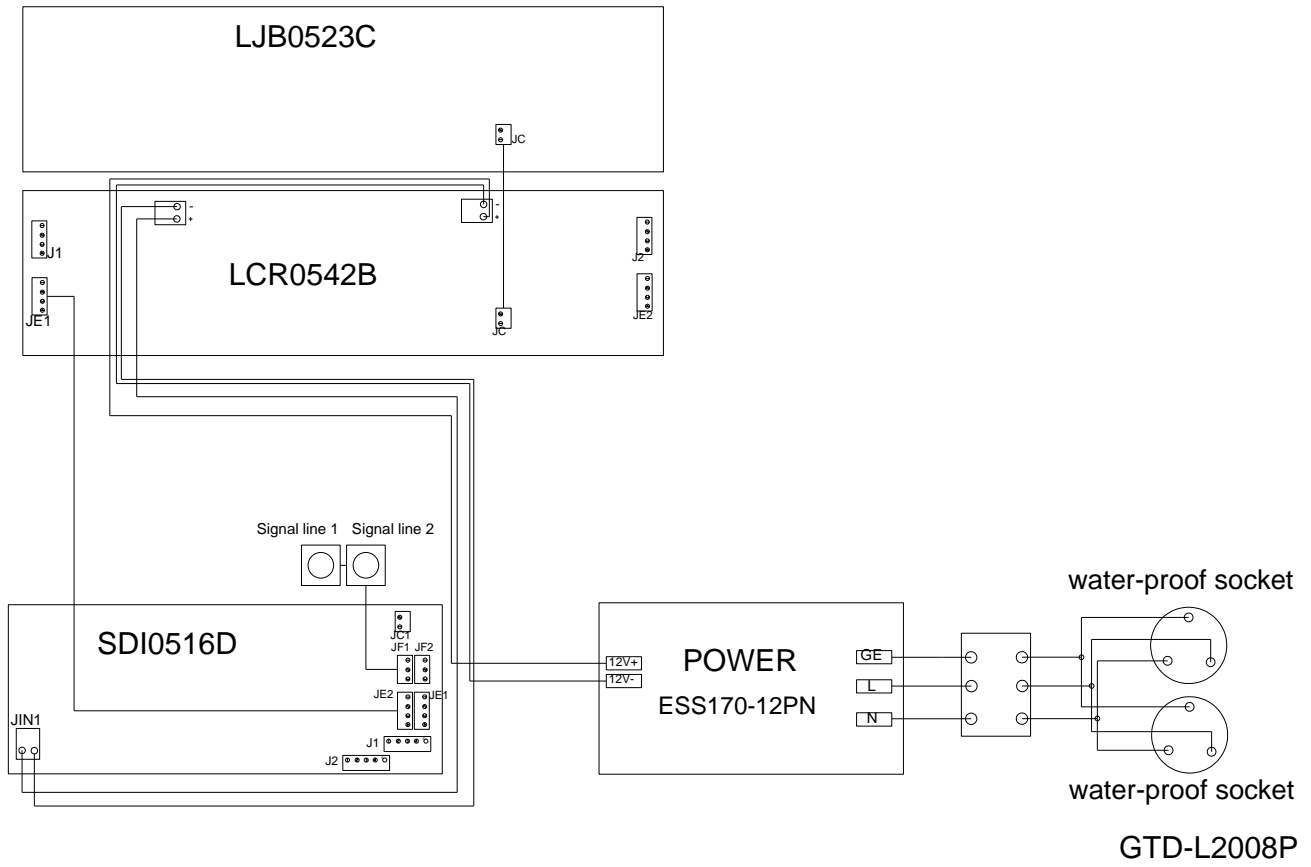 LJB0523C
JC
-
+
-
+
J1
J2
LCR0542B
JE1
JE2
JC
Signal line 1 Signal line 2
water-proof socket
SDI0516D
JC1
JF1 JF2
JE2 JE1
JIN1
J1
J2
12V+
12V-
POWER
ESS170-12PN
GE
L
N
water-proof socket
GTD-L2008P